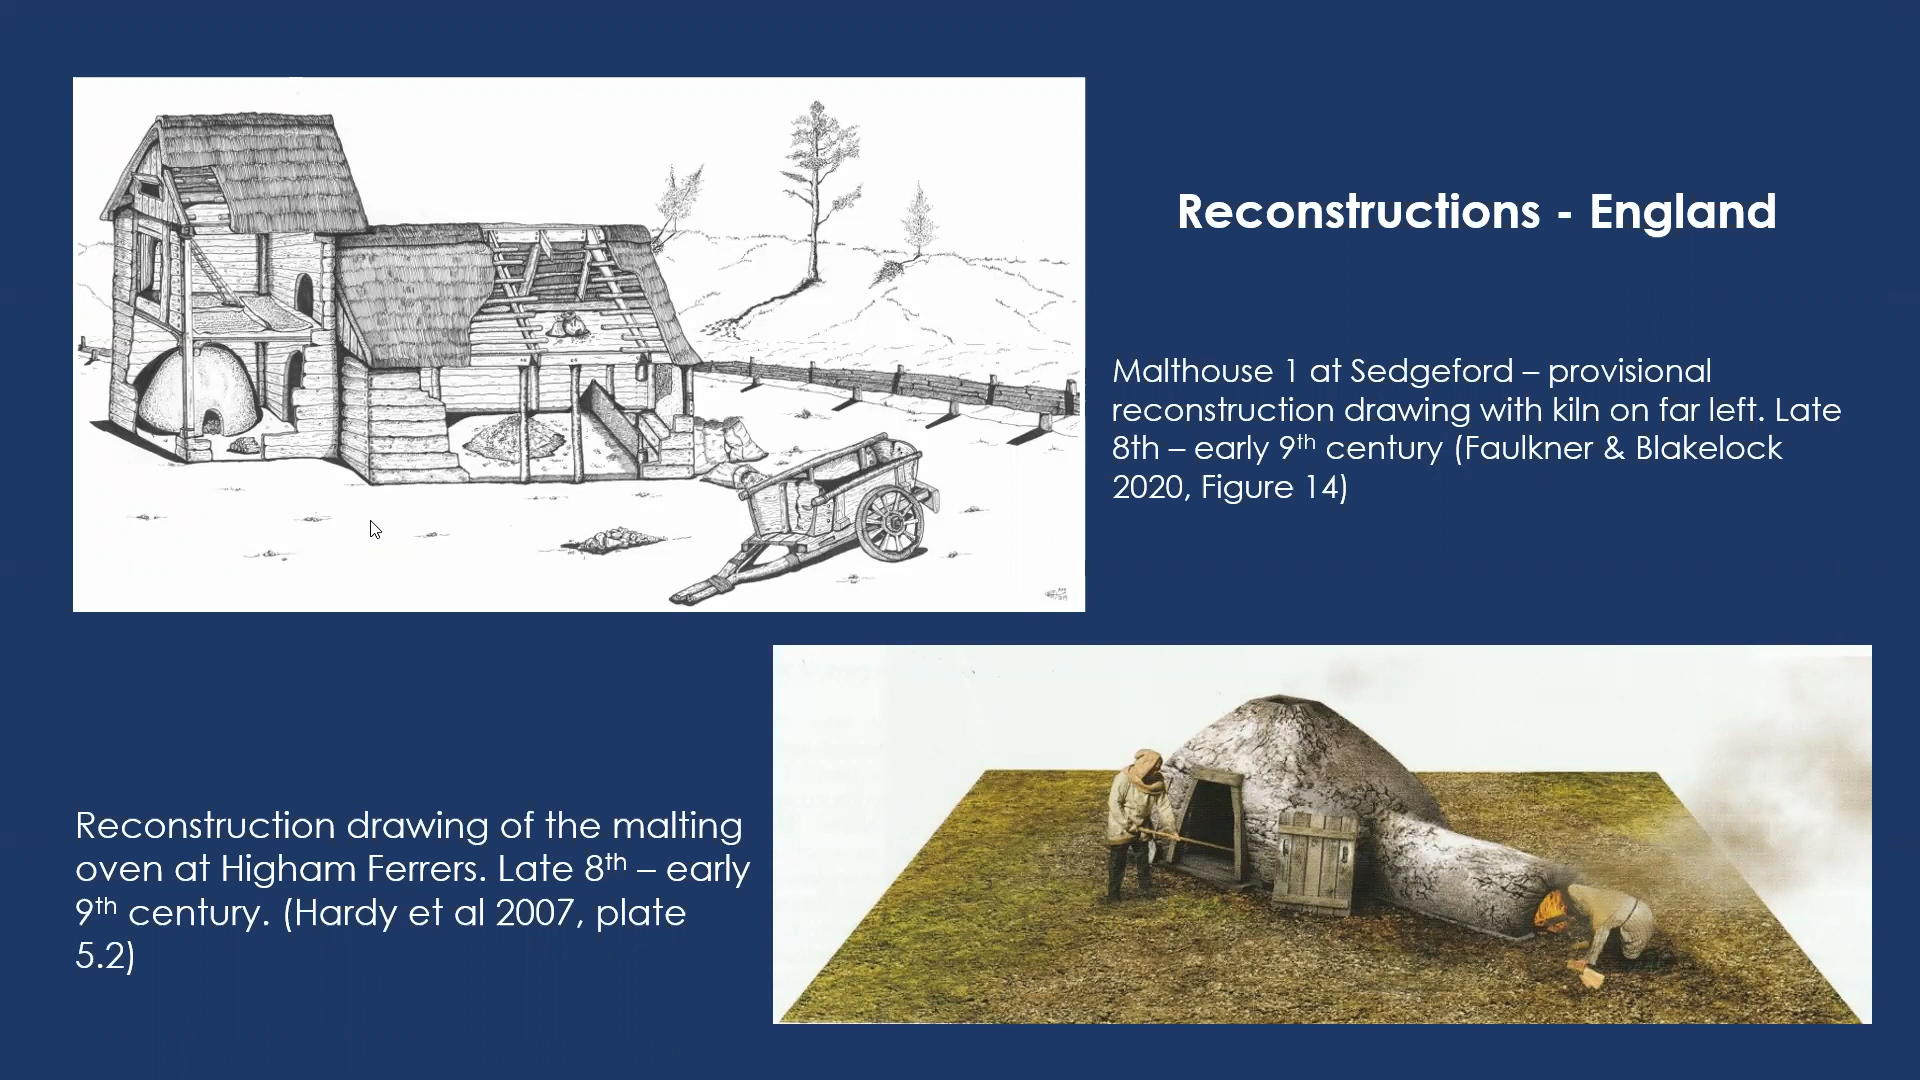 Reconstructions - England
Malthouse 1 at Sedgeford – provisional
reconstruction drawing with kiln on far left. Late
8th – early 9th century (Faulkner & Blakelock
2020, Figure 14)
Reconstruction drawing of the malting
oven at Higham Ferrers. Late 8th – early
9th century. (Hardy et al 2007, plate
5.2)